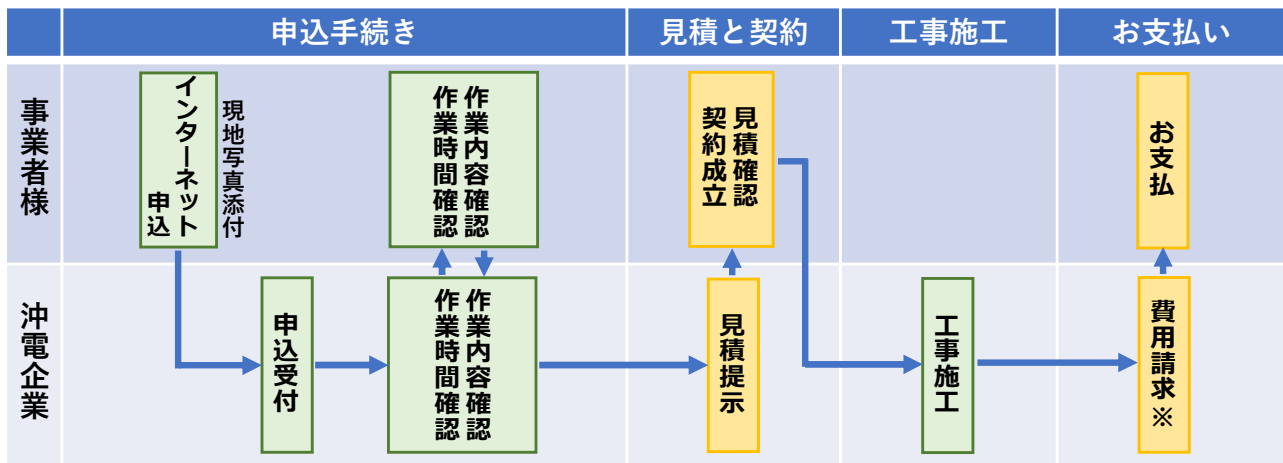 申込手続き
見積と契約
工事施工
お支払い
事業者様
インターネット
申込
現地写真添付
作業内容確認
作業時間確認
見積確認
契約成立
お支払
沖電企業
申込受付
作業内容確認
作業時間確認
見積提示
工事施工
費用請求※